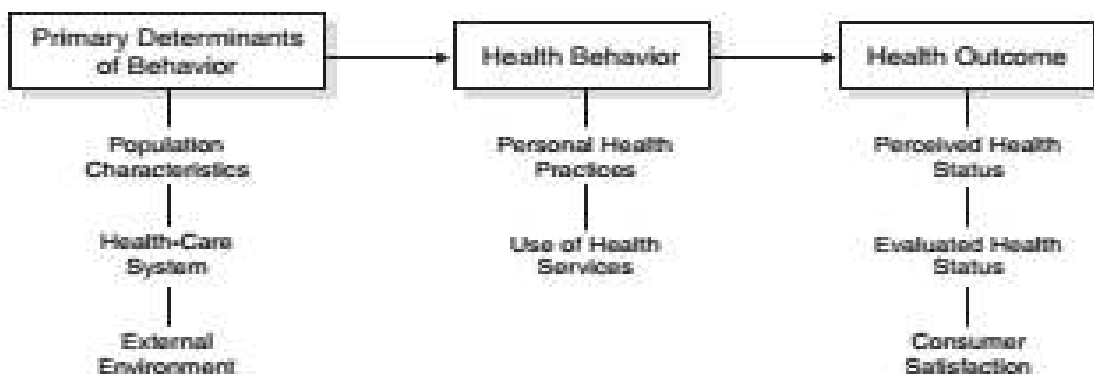 Primary Determinants
of Behavior
Health Behavior
Health Outcome
Population
Characteristics
Health-Care
System
External
Environment
Personal Health
Practices
Use of Health
Services
Perceived Health
Status
Evaluated Health
Status
Consumer
Satisfaction